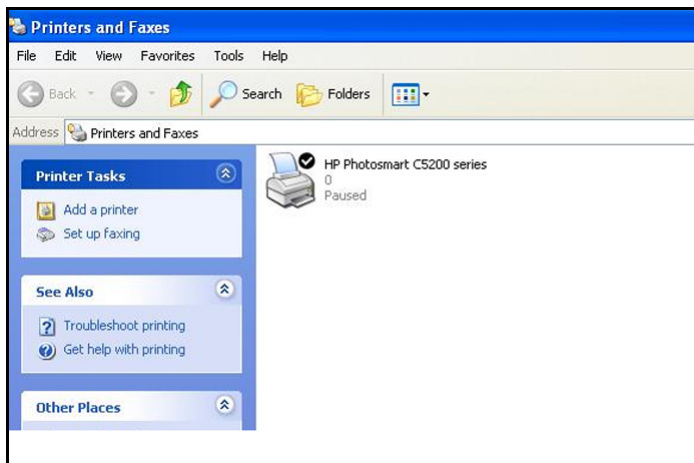 Printers and Faxes
File Edit View Favorites Tools Help
Back Search Folders
Address Printers and Faxes
Printer Tasks
Add a printer
Set up faxing
See Also
Troubleshoot printing
Get help with printing
Other Places
HP Photosmart C5200 series
0
Paused